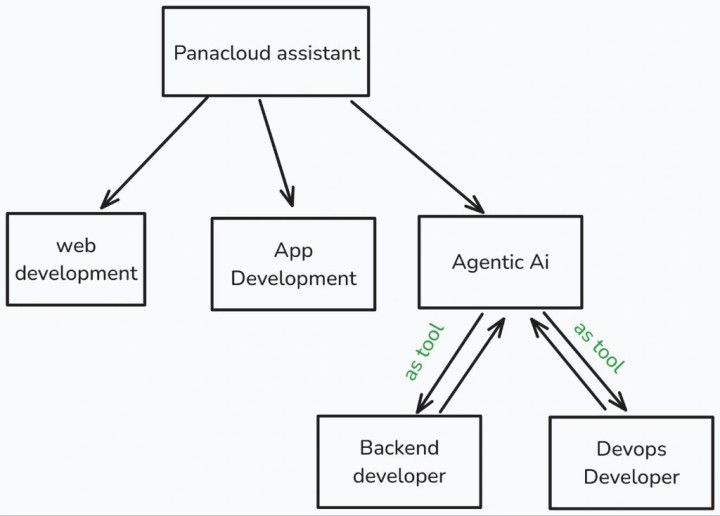 Panacloud assistant
web
development
App
Development
Agentic Ai
as tool
as tool
Backend
developer
Devops
Developer